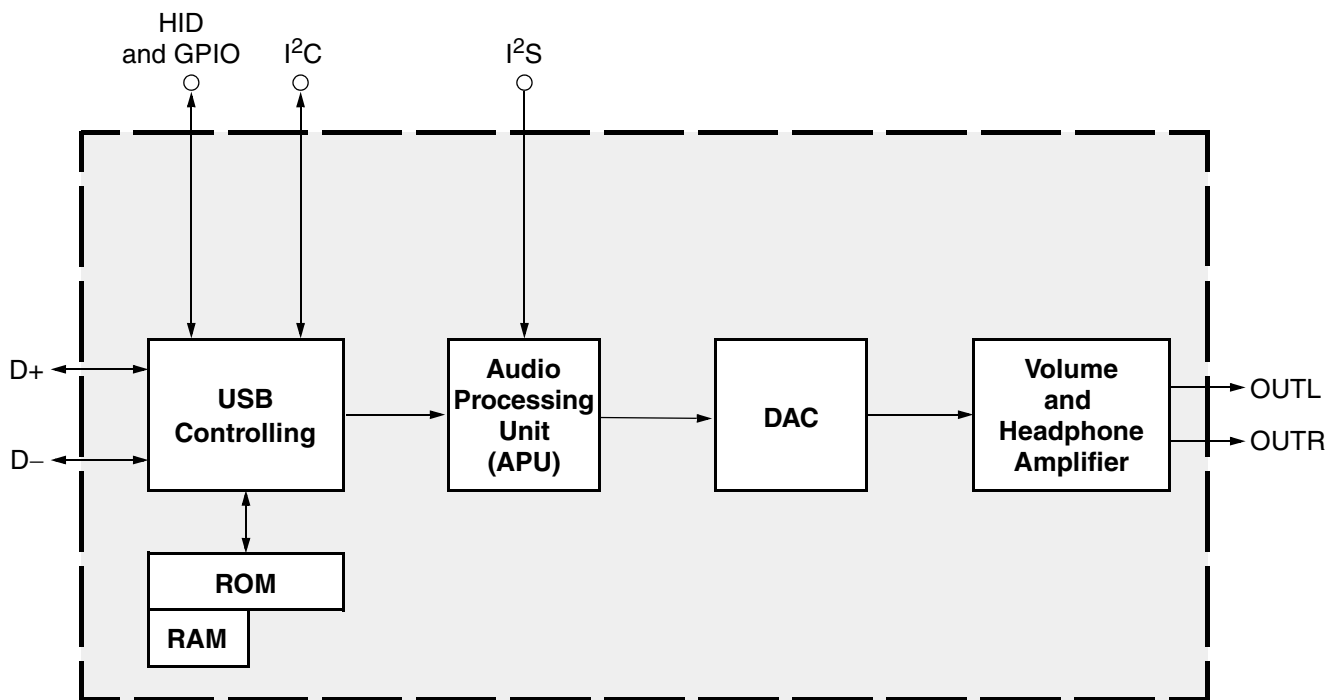 HID
and GPIO
I²C
I²S
D+
D–
USB
Controlling
Audio
Processing
Unit
(APU)
DAC
Volume
and
Headphone
Amplifier
OUTL
OUTR
ROM
RAM